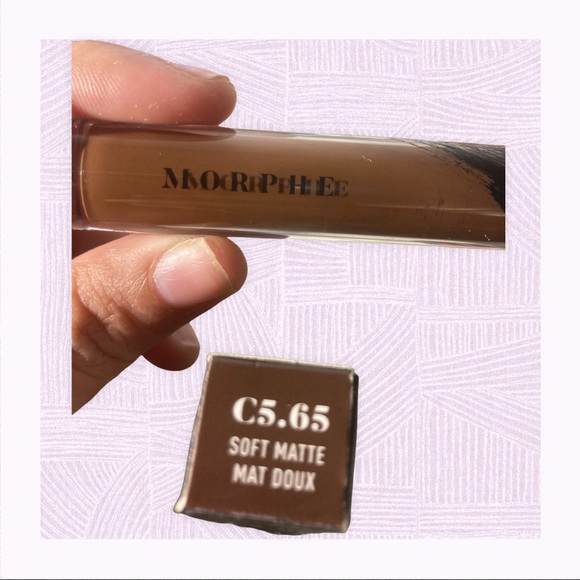 MORPHE
C5.65
SOFT MATTE
MAT DOUX